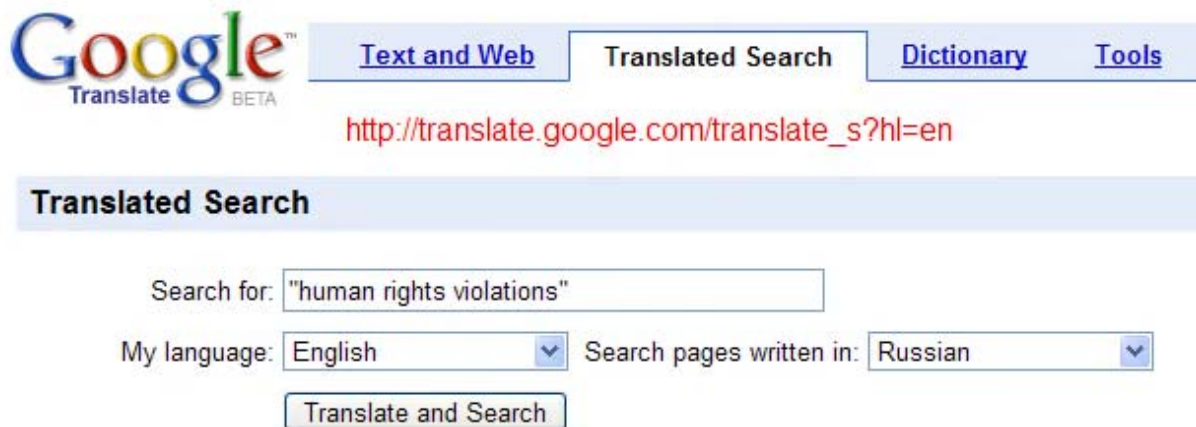 Google™
Translate BETA
Text and Web Translated Search Dictionary Tools
http://translate.google.com/translate_s?hl=en
Translated Search
Search for: "human rights violations"
My language: English Search pages written in: Russian
Translate and Search